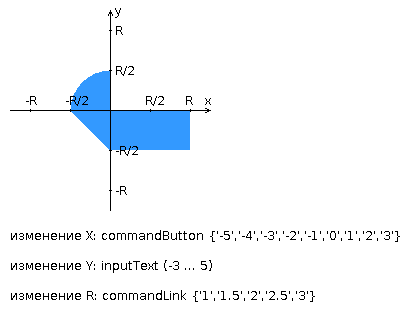 y
R
R/2
-R -R/2 R/2 R x
-R/2
-R
изменение X: commandButton {'-5','-4','-3','-2','-1','0','1','2','3'}
изменение Y: inputText (-3 ... 5)
изменение R: commandLink {'1','1.5','2','2.5','3'}